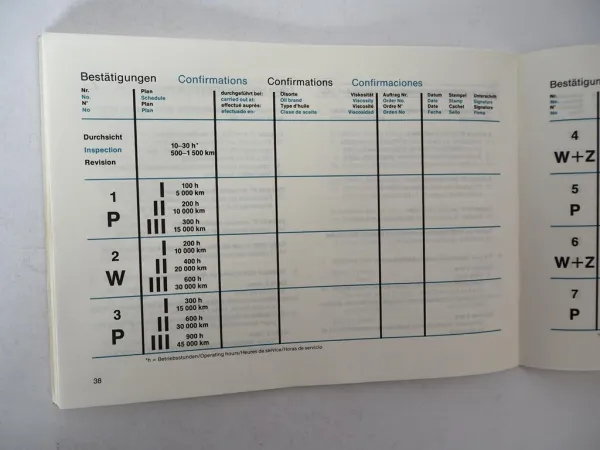 Bestätigungen Confirmations Confirmations Confirmaciones
Nr. Plan durchgeführt bei: Ölsorte Viskosität Auftrag Nr. Datum Stempel Unterschrift
No. Schedule carried out at: Oil brand Viscosity Order No. Date Stamp Signature
N° Plan effectué auprès: Type d'huile Viscosité Ordre N° Date Cachet Signature
No Plan efectuado en: Clase de aceite Viscosidad Orden No Fecha Sello Firma
Durchsicht
Inspection 10–30 h*
Revision 500–1 500 km
1 P
I 100 h
5 000 km
II 200 h
10 000 km
III 300 h
15 000 km
2 W
I 200 h
10 000 km
II 400 h
20 000 km
III 600 h
30 000 km
3 P
I 300 h
15 000 km
II 600 h
30 000 km
III 900 h
45 000 km
*h = Betriebsstunden/Operating hours/Heures de service/Horas de servicio
38
Bestätigun
Nr.
No.
N°
No
4
W+Z
5
P
6
W+Z
7
P